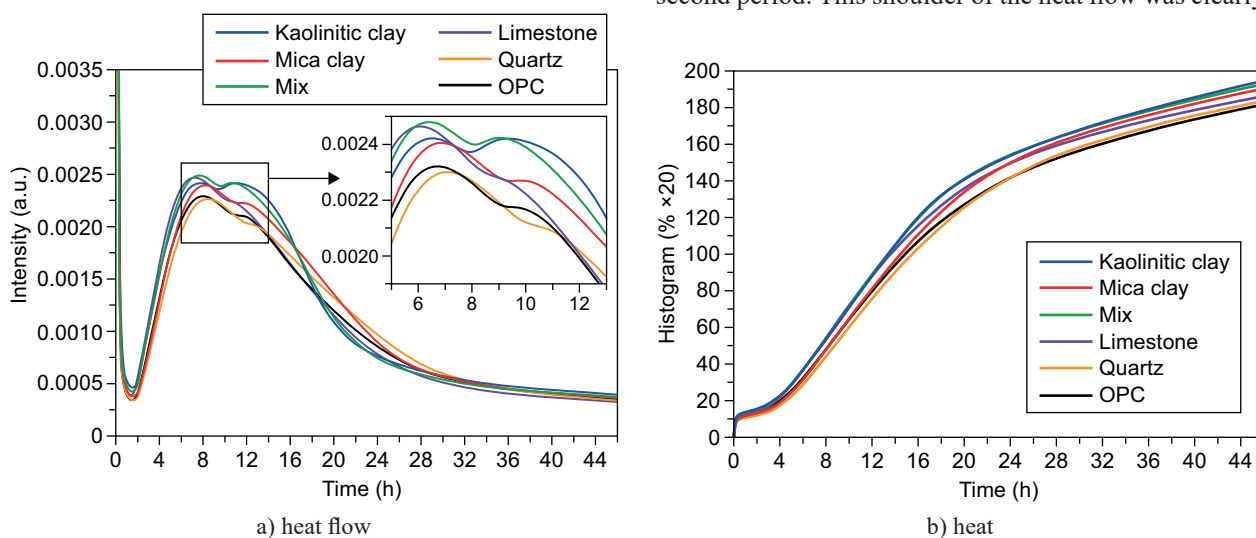 second period. This shoulder of the heat flow was clearly
Kaolinitic clay
Mica clay
Mix
Limestone
Quartz
OPC
Intensity (a.u.)
0.0035
0.0030
0.0025
0.0020
0.0015
0.0010
0.0005
0
0.0024
0.0022
0.0020
6 8 10 12
0 4 8 12 16 20 24 28 32 36 40 44
Time (h)
a) heat flow
Histogram (% ×20)
200
180
160
140
120
100
80
60
40
20
0
Kaolinitic clay
Mica clay
Mix
Limestone
Quartz
OPC
0 4 8 12 16 20 24 28 32 36 40 44
Time (h)
b) heat